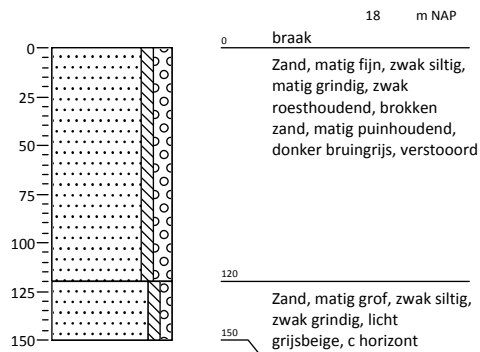 18 m NAP
0 0 braak
Zand, matig fijn, zwak siltig,
matig grindig, zwak
25
roesthoudend, brokken
zand, matig puinhoudend,
50
donker bruingrijs, verstooord
75
100
120
125
Zand, matig grof, zwak siltig,
zwak grindig, licht
150 150 grijsbeige, c horizont